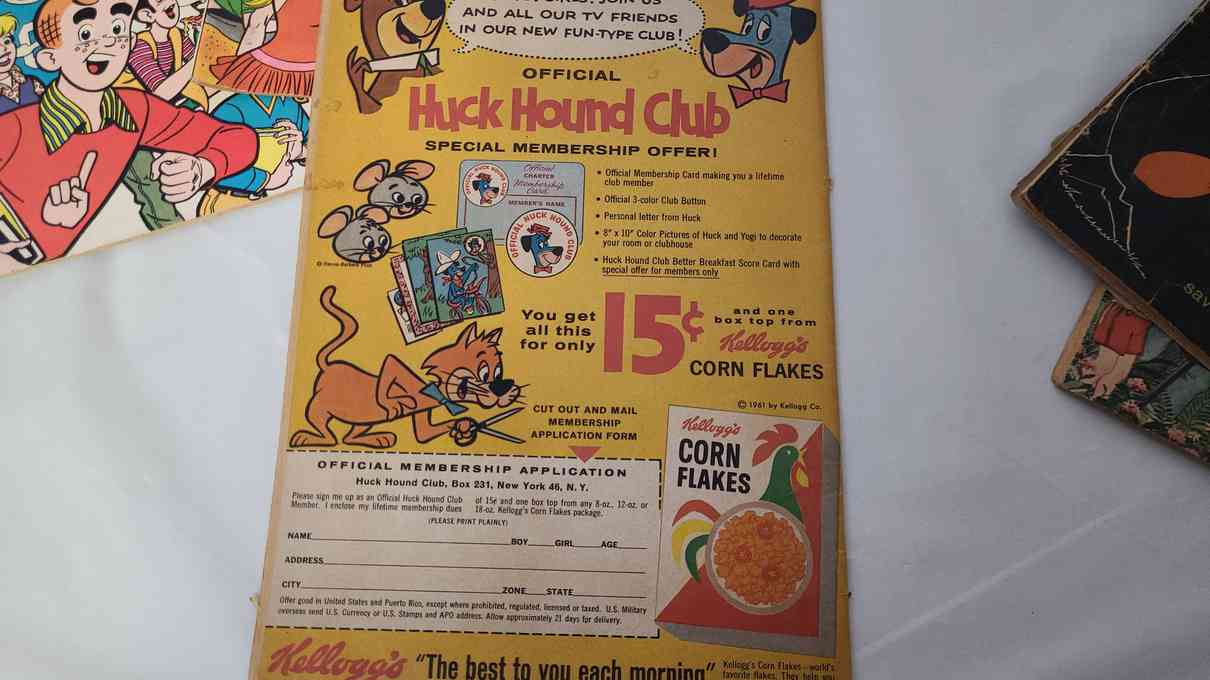 JOIN US
AND ALL OUR TV FRIENDS
IN OUR NEW FUN-TYPE CLUB!
OFFICIAL
Huck Hound Club
SPECIAL MEMBERSHIP OFFER!
Official
CHARTER
Membership
Card
MEMBER'S NAME
OFFICIAL HUCK HOUND CLUB
• Official Membership Card making you a lifetime
club member
• Official 3-color Club Button
• Personal letter from Huck
• 8" x 10" Color Pictures of Huck and Yogi to decorate
your room or clubhouse
• Huck Hound Club Better Breakfast Score Card with
special offer for members only
You get
all this
for only
15¢
and one
box top from
Kellogg's
CORN FLAKES
© 1961 by Kellogg Co.
CUT OUT AND MAIL
MEMBERSHIP
APPLICATION FORM
Kellogg's
CORN
FLAKES
OFFICIAL MEMBERSHIP APPLICATION
Huck Hound Club, Box 231, New York 46, N. Y.
Please sign me up as an Official Huck Hound Club
Member. I enclose my lifetime membership dues
of 15¢ and one box top from any 8-oz., 12-oz. or
18-oz. Kellogg's Corn Flakes package.
(PLEASE PRINT PLAINLY)
NAME BOY GIRL AGE
ADDRESS
CITY ZONE STATE
Offer good in United States and Puerto Rico, except where prohibited, regulated, licensed or taxed. U.S. Military
overseas send U.S. Currency or U.S. Stamps and APO address. Allow approximately 21 days for delivery.
Kellogg's "The best to you each morning"
Kellogg's Corn Flakes—world's
favorite flakes. They help you